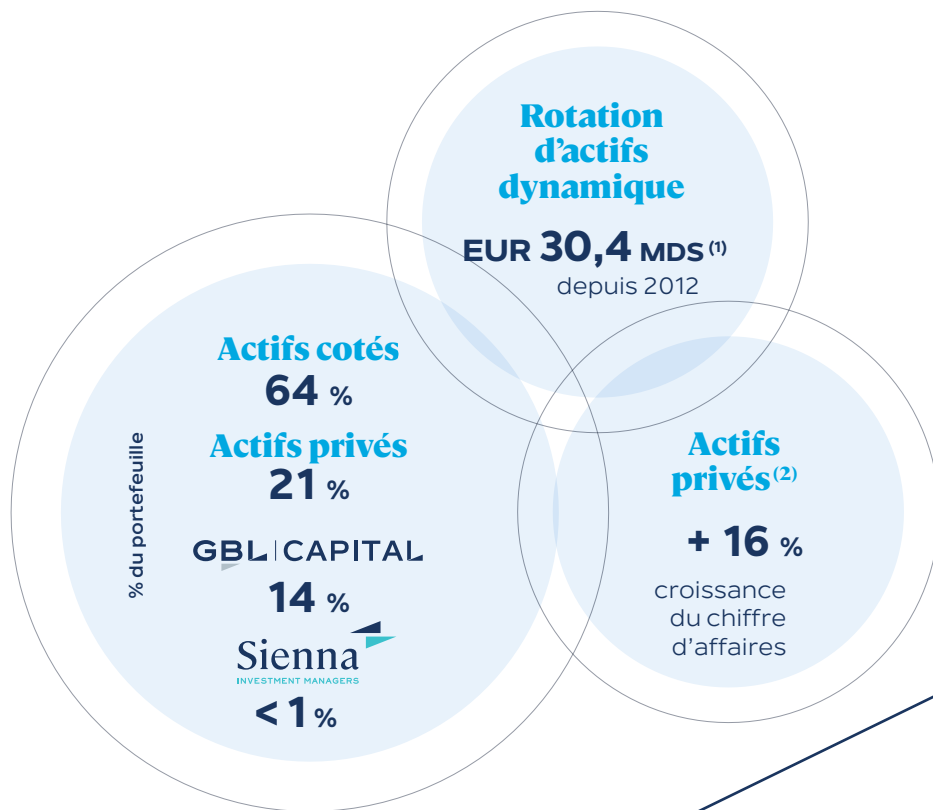 Rotation
d'actifs
dynamique
EUR 30,4 MDS (1)
depuis 2012
% du portefeuille
Actifs cotés
64 %
Actifs privés
21 %
GBL | CAPITAL
14 %
Sienna
INVESTMENT MANAGERS
< 1 %
Actifs
privés (2)
+ 16 %
croissance
du chiffre
d'affaires